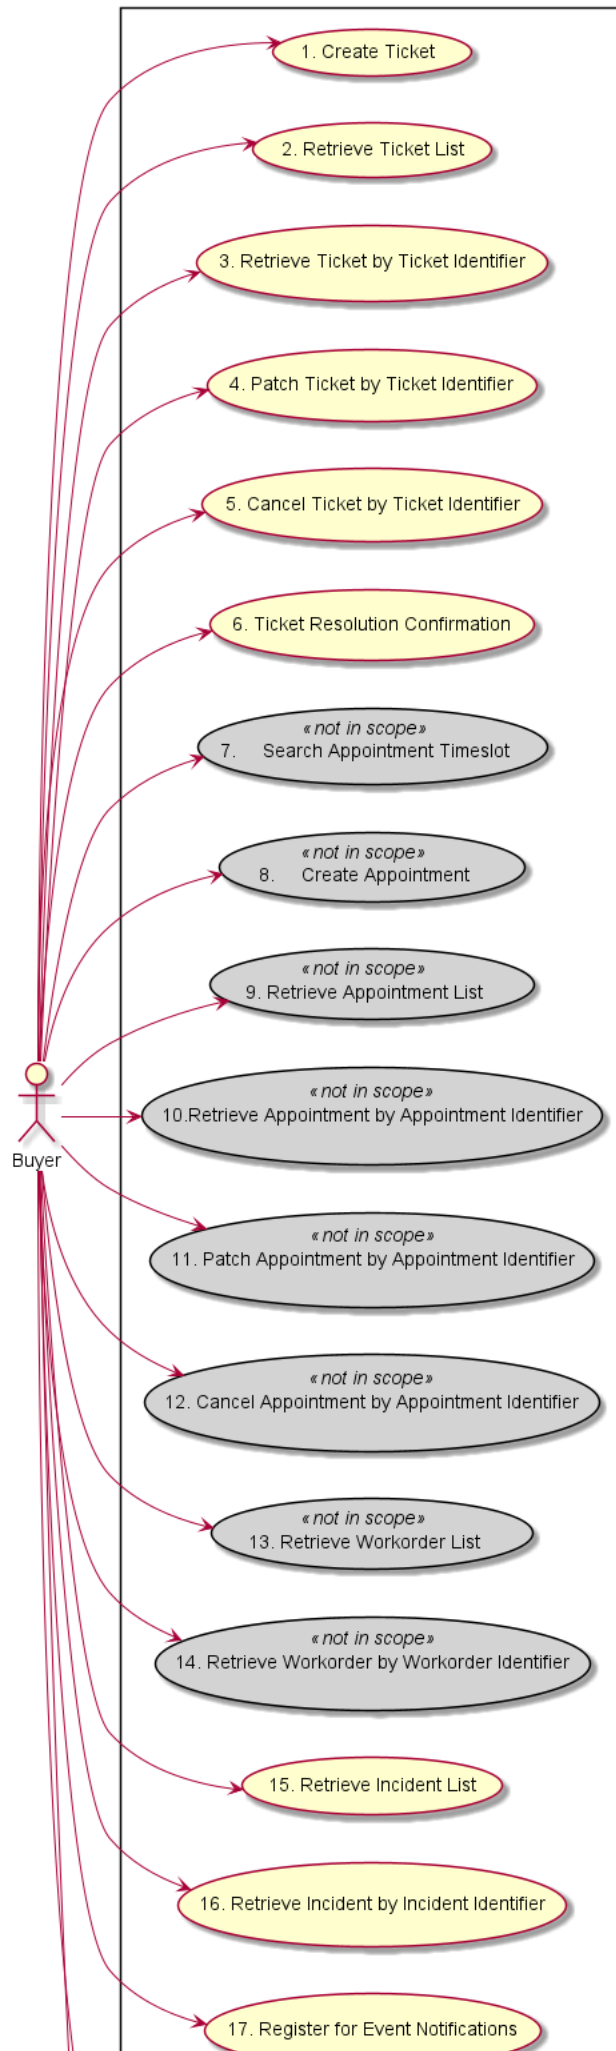 1. Create Ticket
2. Retrieve Ticket List
3. Retrieve Ticket by Ticket Identifier
4. Patch Ticket by Ticket Identifier
5. Cancel Ticket by Ticket Identifier
6. Ticket Resolution Confirmation
«not in scope»
7. Search Appointment Timeslot
«not in scope»
8. Create Appointment
«not in scope»
9. Retrieve Appointment List
«not in scope»
10.Retrieve Appointment by Appointment Identifier
Buyer
«not in scope»
11. Patch Appointment by Appointment Identifier
«not in scope»
12. Cancel Appointment by Appointment Identifier
«not in scope»
13. Retrieve Workorder List
«not in scope»
14. Retrieve Workorder by Workorder Identifier
15. Retrieve Incident List
16. Retrieve Incident by Incident Identifier
17. Register for Event Notifications